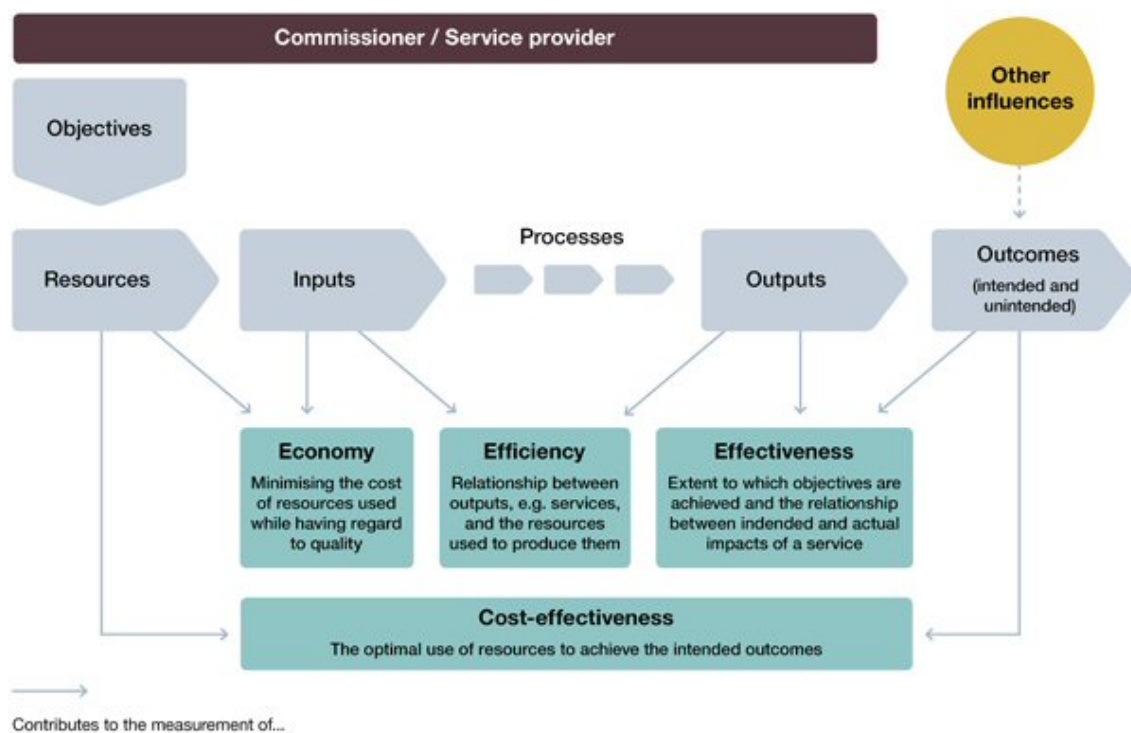 Commissioner / Service provider
Other
influences
Objectives
Resources
Inputs
Processes
Outputs
Outcomes
(intended and
unintended)
Economy
Minimising the cost
of resources used
while having regard
to quality
Efficiency
Relationship between
outputs, e.g. services,
and the resources
used to produce them
Effectiveness
Extent to which objectives are
achieved and the relationship
between indended and actual
impacts of a service
Cost-effectiveness
The optimal use of resources to achieve the intended outcomes
Contributes to the measurement of...